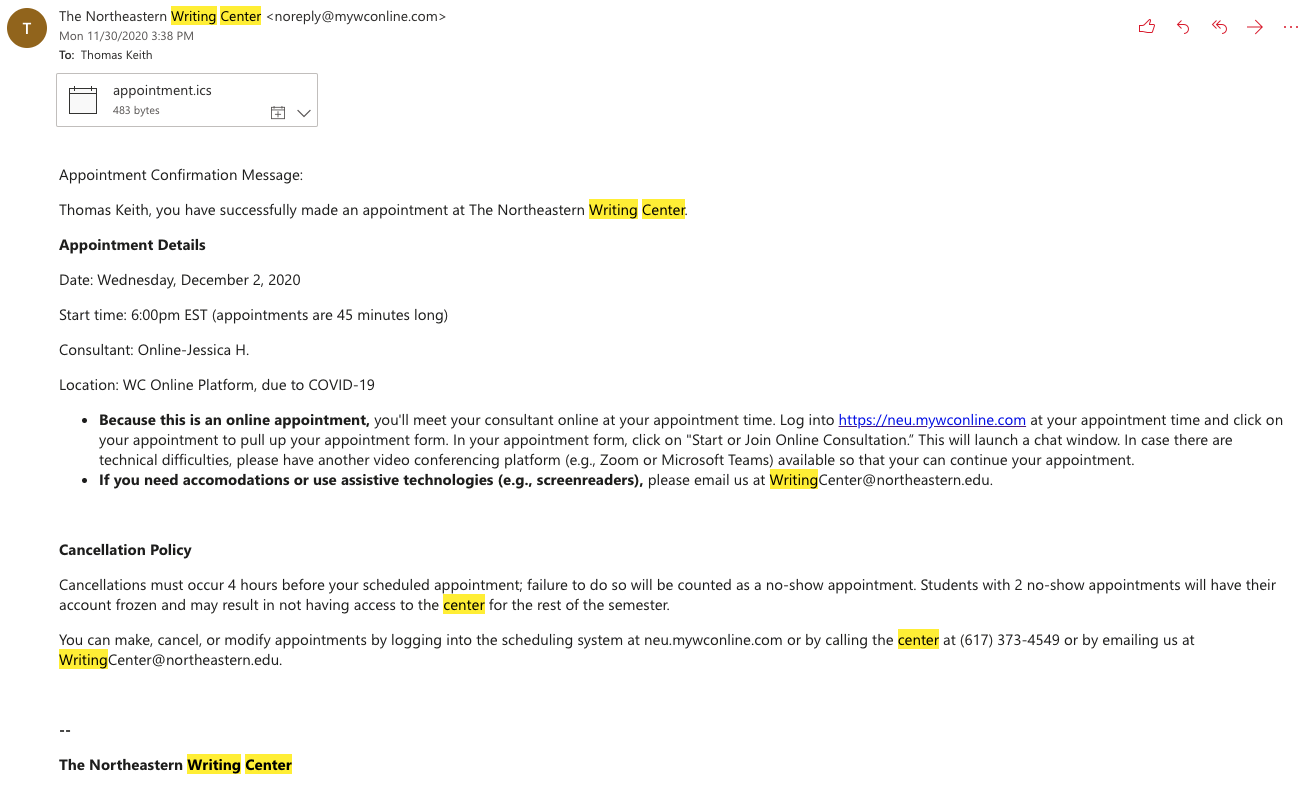 T
The Northeastern Writing Center <noreply@mywconline.com>
Mon 11/30/2020 3:38 PM
To: Thomas Keith
appointment.ics
483 bytes
Appointment Confirmation Message:
Thomas Keith, you have successfully made an appointment at The Northeastern Writing Center.
Appointment Details
Date: Wednesday, December 2, 2020
Start time: 6:00pm EST (appointments are 45 minutes long)
Consultant: Online-Jessica H.
Location: WC Online Platform, due to COVID-19
• Because this is an online appointment, you'll meet your consultant online at your appointment time. Log into https://neu.mywconline.com at your appointment time and click on
your appointment to pull up your appointment form. In your appointment form, click on "Start or Join Online Consultation.” This will launch a chat window. In case there are
technical difficulties, please have another video conferencing platform (e.g., Zoom or Microsoft Teams) available so that your can continue your appointment.
• If you need accomodations or use assistive technologies (e.g., screenreaders), please email us at WritingCenter@northeastern.edu.
Cancellation Policy
Cancellations must occur 4 hours before your scheduled appointment; failure to do so will be counted as a no-show appointment. Students with 2 no-show appointments will have their
account frozen and may result in not having access to the center for the rest of the semester.
You can make, cancel, or modify appointments by logging into the scheduling system at neu.mywconline.com or by calling the center at (617) 373-4549 or by emailing us at
WritingCenter@northeastern.edu.
--
The Northeastern Writing Center